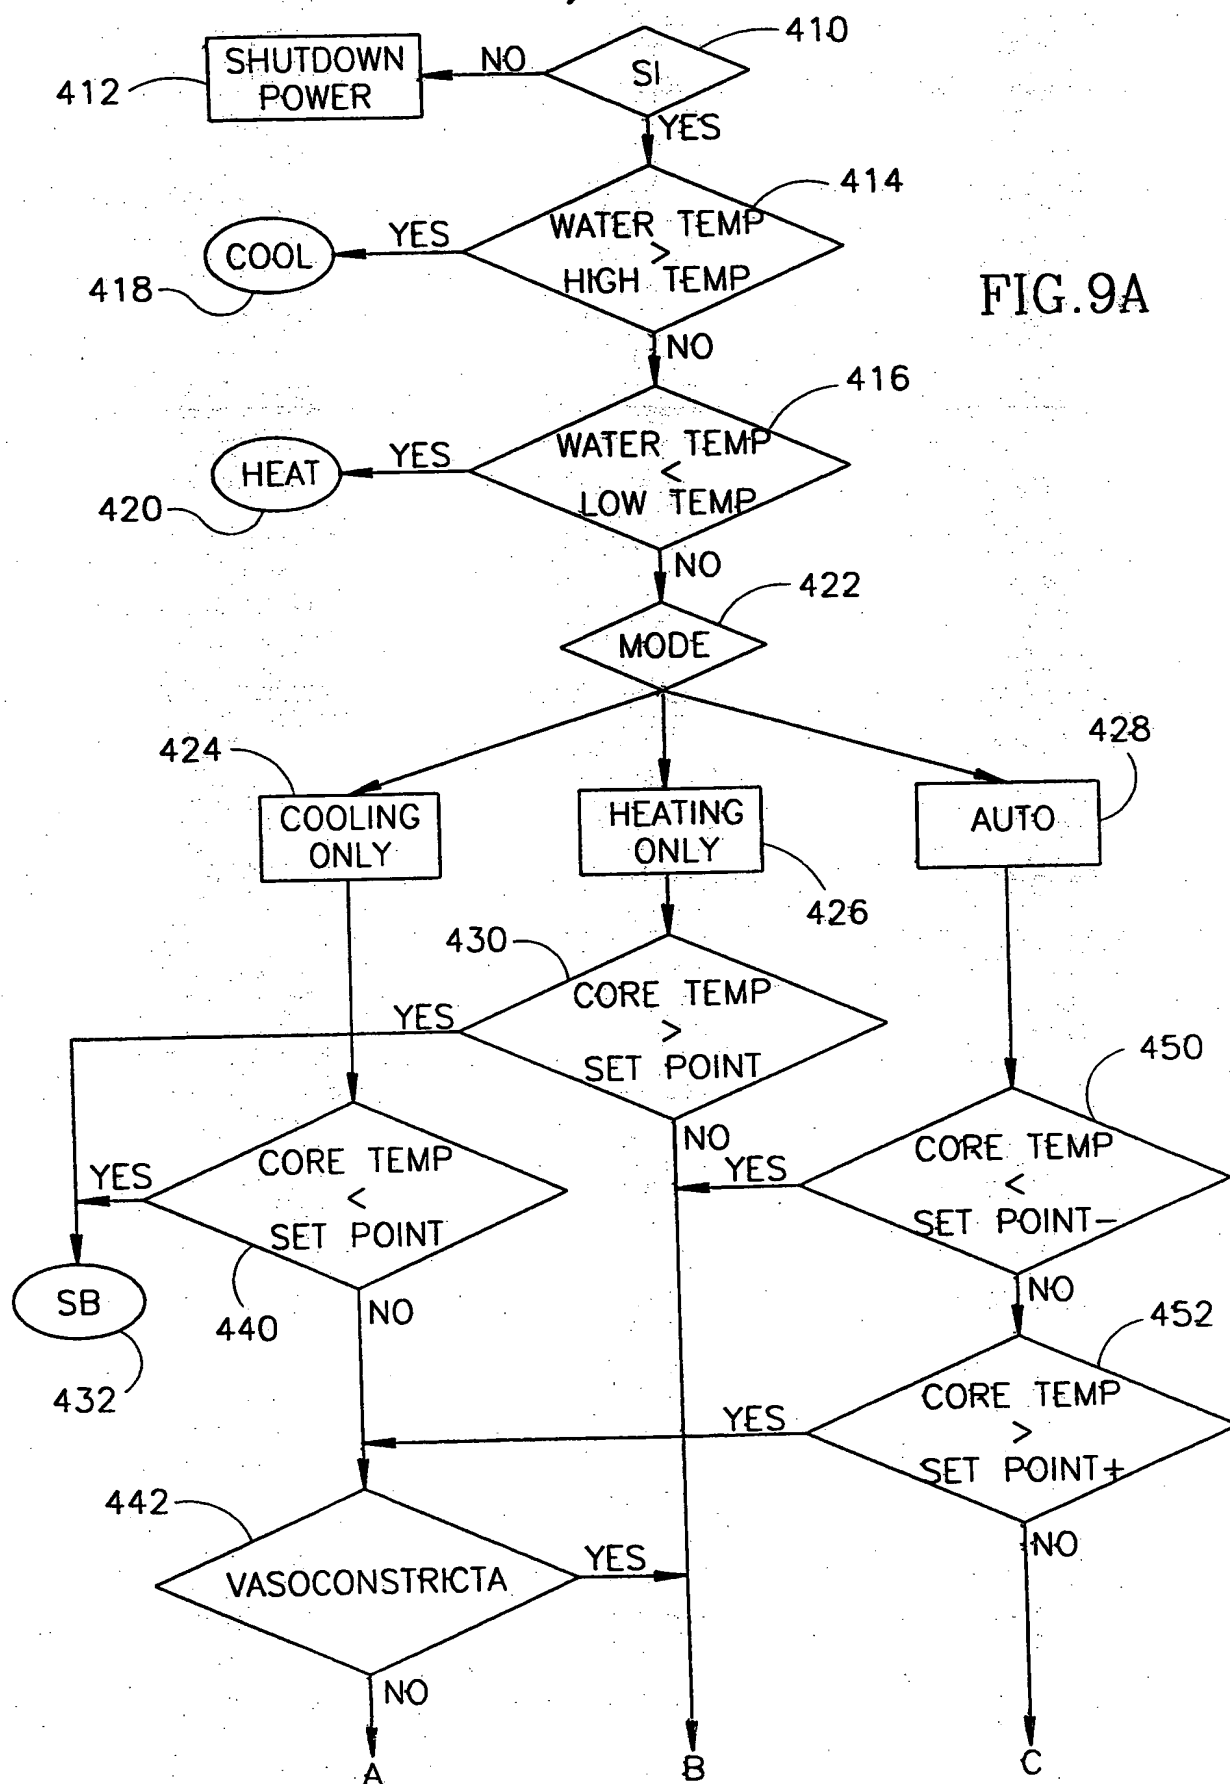 410
SHUTDOWN
POWER
NO
SI
412
YES
414
WATER TEMP
>
HIGH TEMP
YES
COOL
418
FIG.9A
NO
416
WATER TEMP
<
LOW TEMP
YES
HEAT
420
NO
422
MODE
424
428
COOLING
ONLY
HEATING
ONLY
AUTO
426
430
CORE TEMP
>
SET POINT
YES
450
NO
CORE TEMP
<
SET POINT
YES
CORE TEMP
<
SET POINT-
YES
SB
440
NO
NO
432
452
CORE TEMP
>
SET POINT+
YES
442
NO
VASOCONSTRICTA
YES
NO
A
B
C